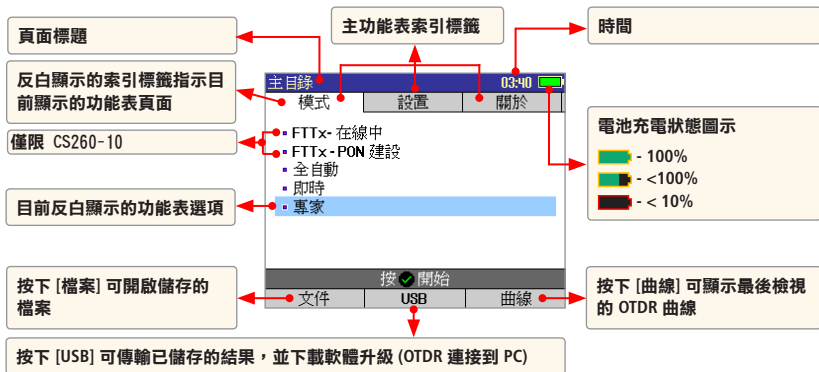 頁面標題
主功能表索引標籤
時間
反白顯示的索引標籤指示目
前顯示的功能表頁面
僅限 CS260-10
目前反白顯示的功能表選項
主目錄 03:40
模式 設置 關於
FTTx- 在線中
FTTx - PON 建設
全自動
即時
專家
按 開始
文件 USB 曲線
電池充電狀態圖示
- 100%
- <100%
- < 10%
按下 [檔案] 可開啟儲存的
檔案
按下 [曲線] 可顯示最後檢視
的 OTDR 曲線
按下 [USB] 可傳輸已儲存的結果，並下載軟體升級 (OTDR 連接到 PC)